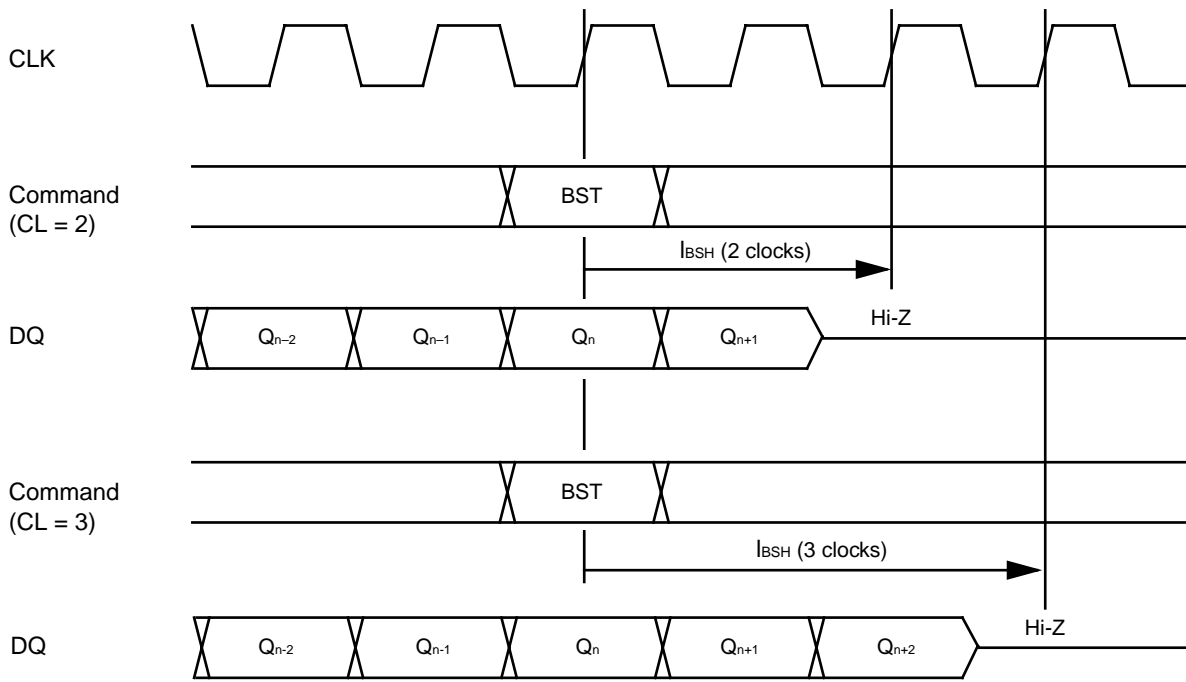 CLK
Command
(CL = 2)
BST
lBSH (2 clocks)
DQ
Qn–2
Qn–1
Qn
Qn+1
Hi-Z
Command
(CL = 3)
BST
lBSH (3 clocks)
DQ
Qn-2
Qn-1
Qn
Qn+1
Qn+2
Hi-Z